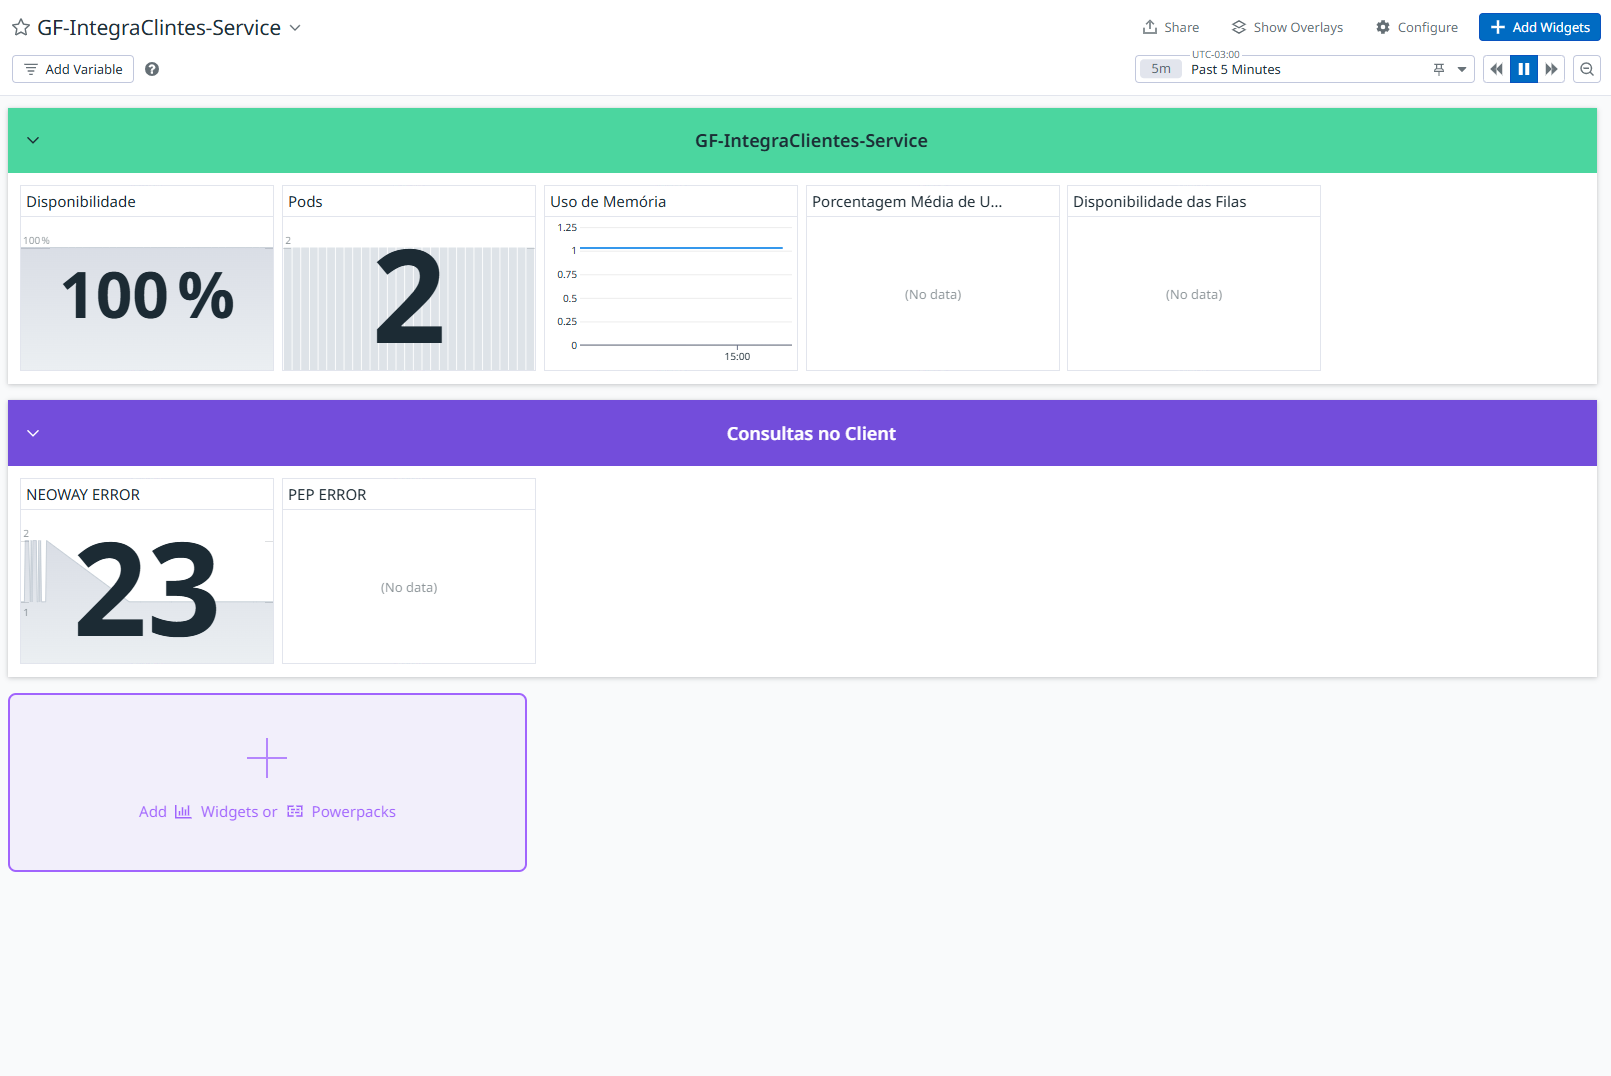 GF-IntegraClintes-Service
Share
Show Overlays
Configure
Add Widgets
Add Variable
?
UTC-03:00
5m Past 5 Minutes
GF-IntegraClientes-Service
Disponibilidade
100 %
100 %
Pods
2
2
Uso de Memória
1.25
1
0.75
0.5
0.25
0
15:00
Porcentagem Média de U...
(No data)
Disponibilidade das Filas
(No data)
Consultas no Client
NEOWAY ERROR
2
23
1
PEP ERROR
(No data)
Add Widgets or Powerpacks